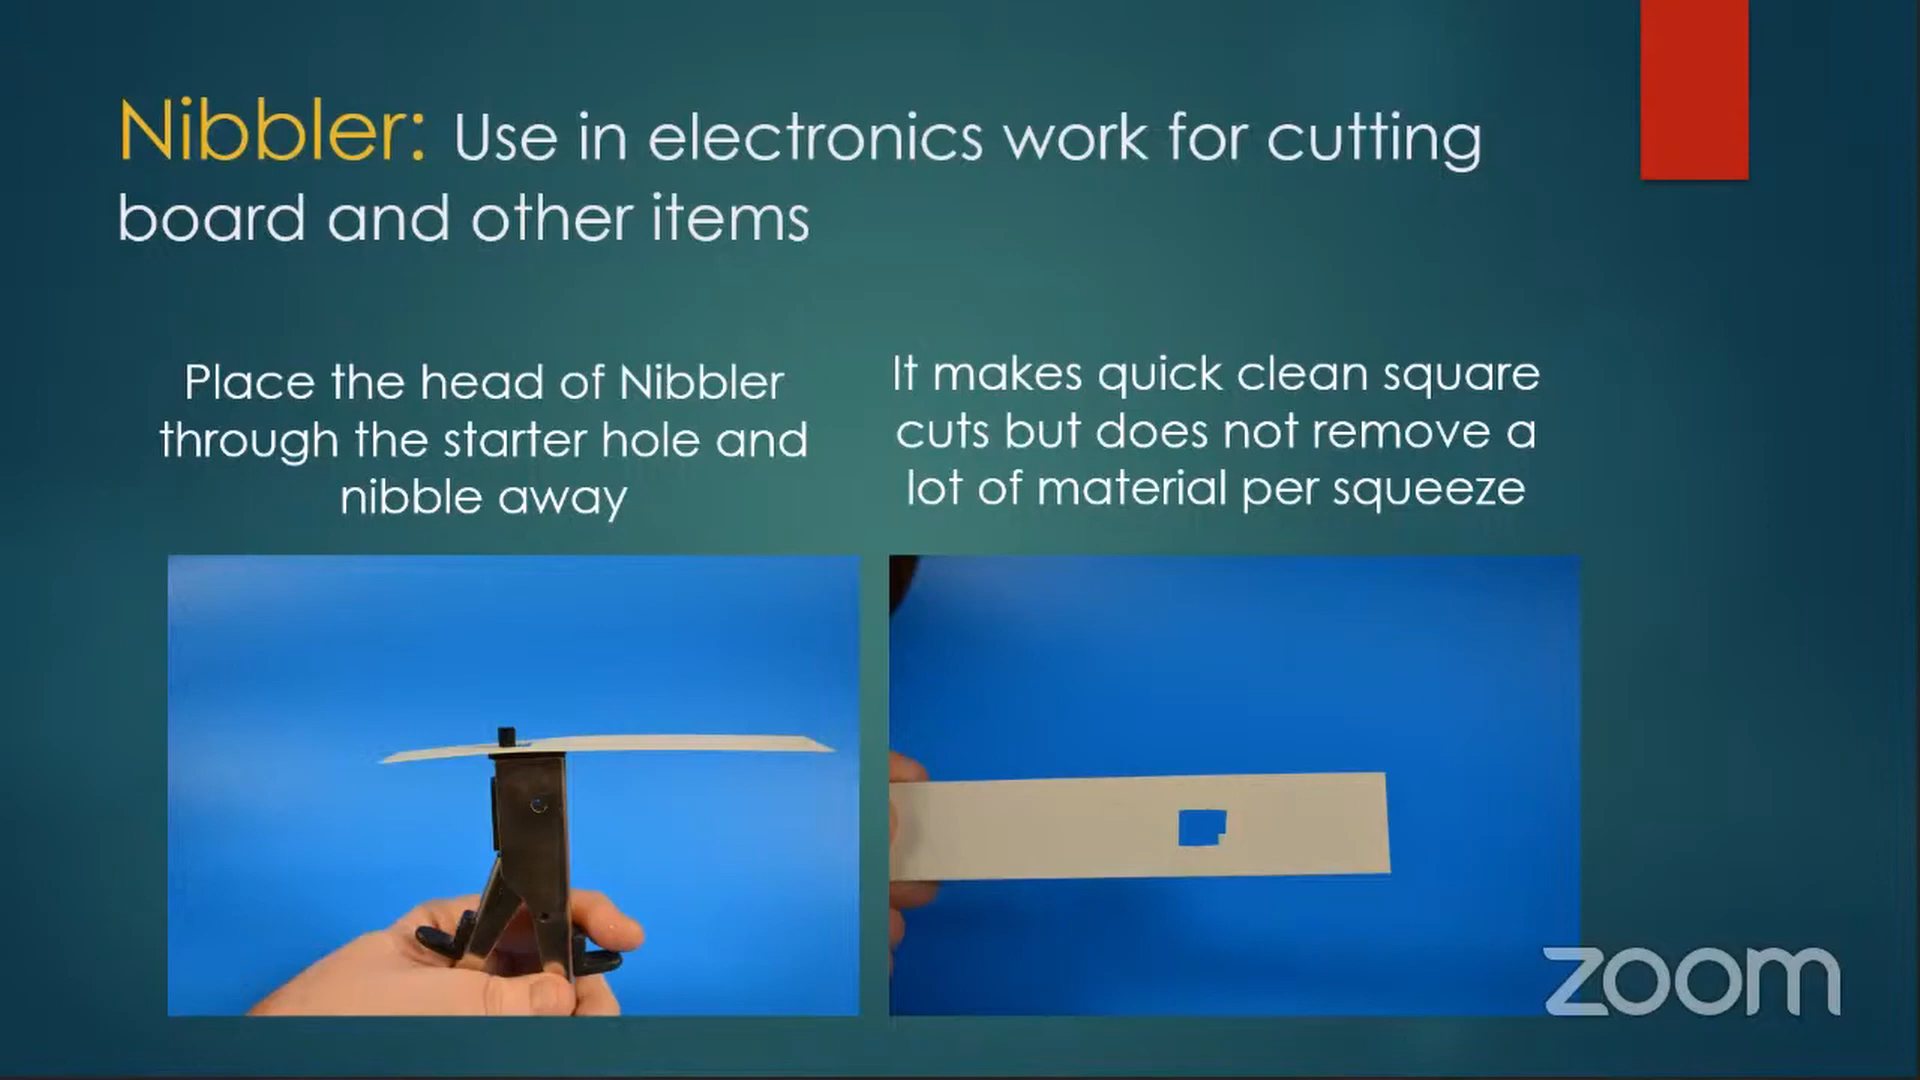 Nibbler: Use in electronics work for cutting
board and other items
Place the head of Nibbler
through the starter hole and
nibble away
It makes quick clean square
cuts but does not remove a
lot of material per squeeze
zoom